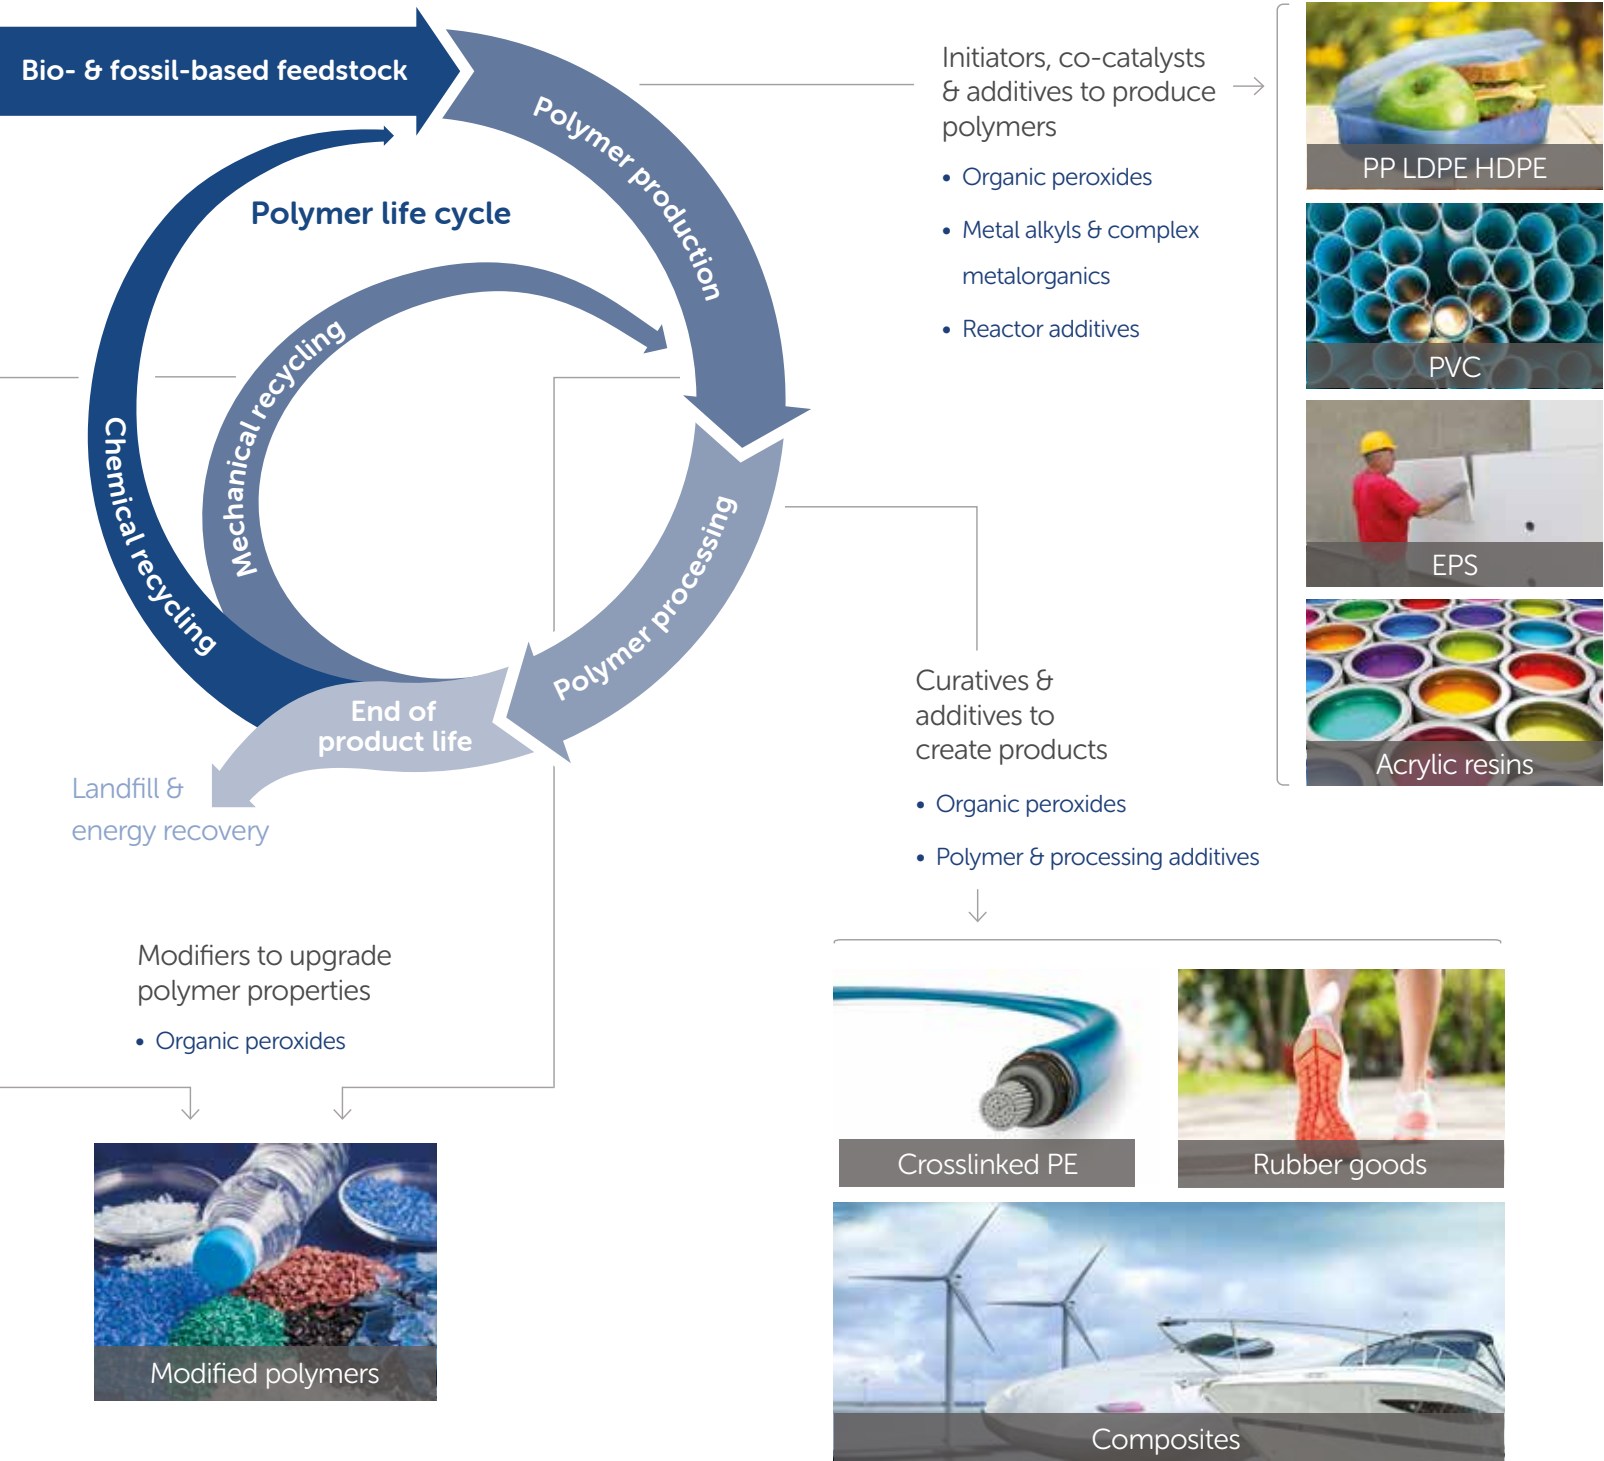 Bio- & fossil-based feedstock
Polymer production
Polymer life cycle
Mechanical recycling
Chemical recycling
Polymer processing
End of
product life
Landfill &
energy recovery
Initiators, co-catalysts
& additives to produce
polymers
• Organic peroxides
• Metal alkyls & complex
metalorganics
• Reactor additives
PP LDPE HDPE
PVC
EPS
Acrylic resins
Curatives &
additives to
create products
• Organic peroxides
• Polymer & processing additives
Modifiers to upgrade
polymer properties
• Organic peroxides
Modified polymers
Crosslinked PE
Rubber goods
Composites